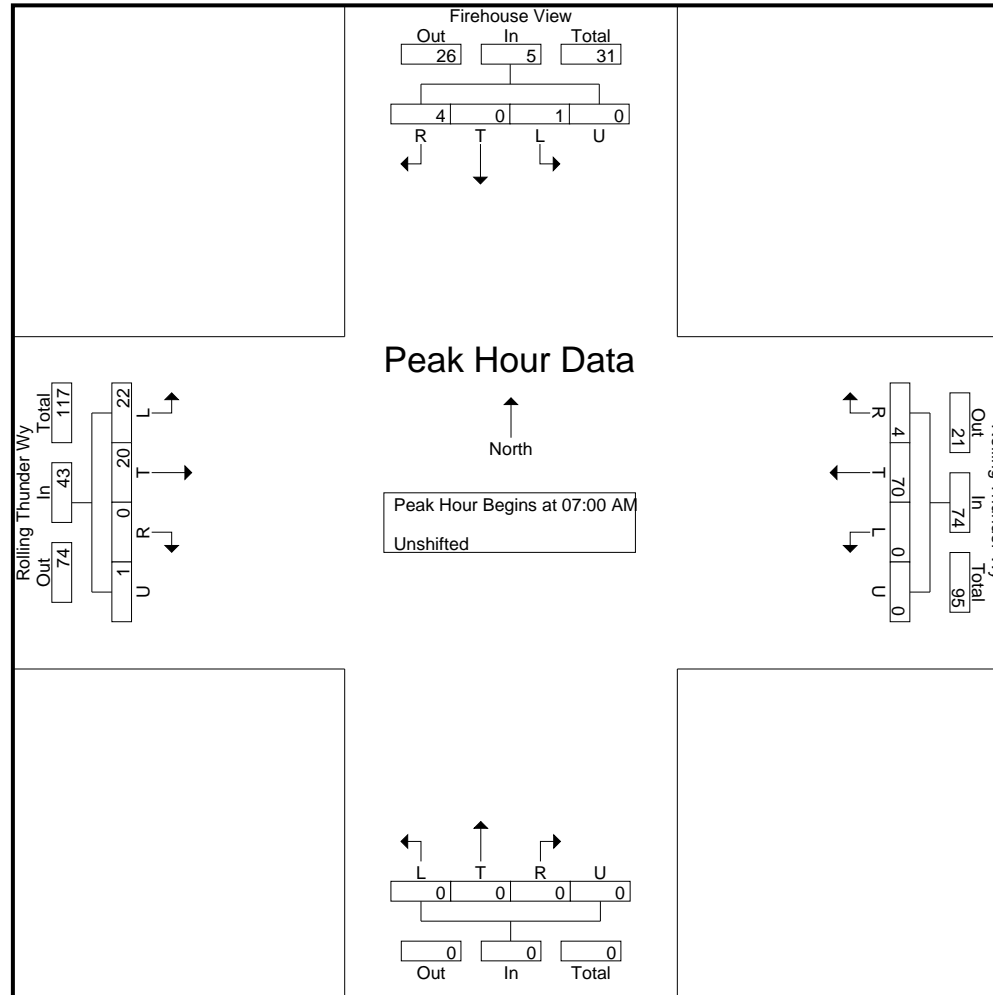 Firehouse View
Out In Total
26 5 31
4 0 1 0
R T L U
Peak Hour Data
North
Peak Hour Begins at 07:00 AM
Unshifted
Rolling Thunder Wy
Out In Total
74 43 117
22 20 0 1
L T R U
R T L U
4 70 0 0
Out In Total
21 74 95
L T R U
0 0 0 0
0 0 0
Out In Total